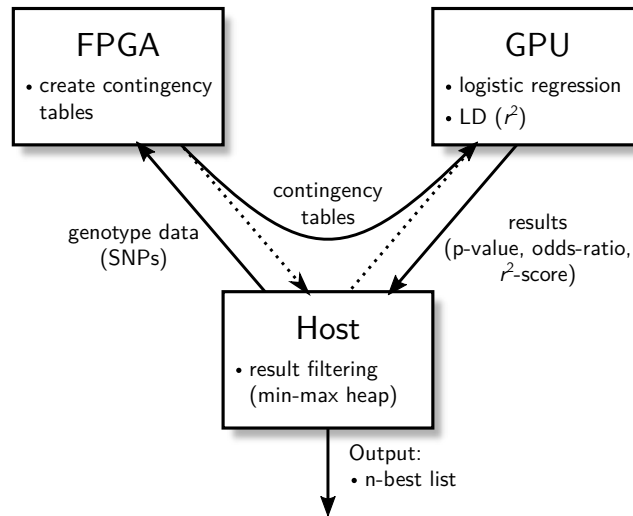 FPGA
• create contingency
tables
GPU
• logistic regression
• LD (r²)
contingency
tables
genotype data
(SNPs)
results
(p-value, odds-ratio,
r²-score)
Host
• result filtering
(min-max heap)
Output:
• n-best list